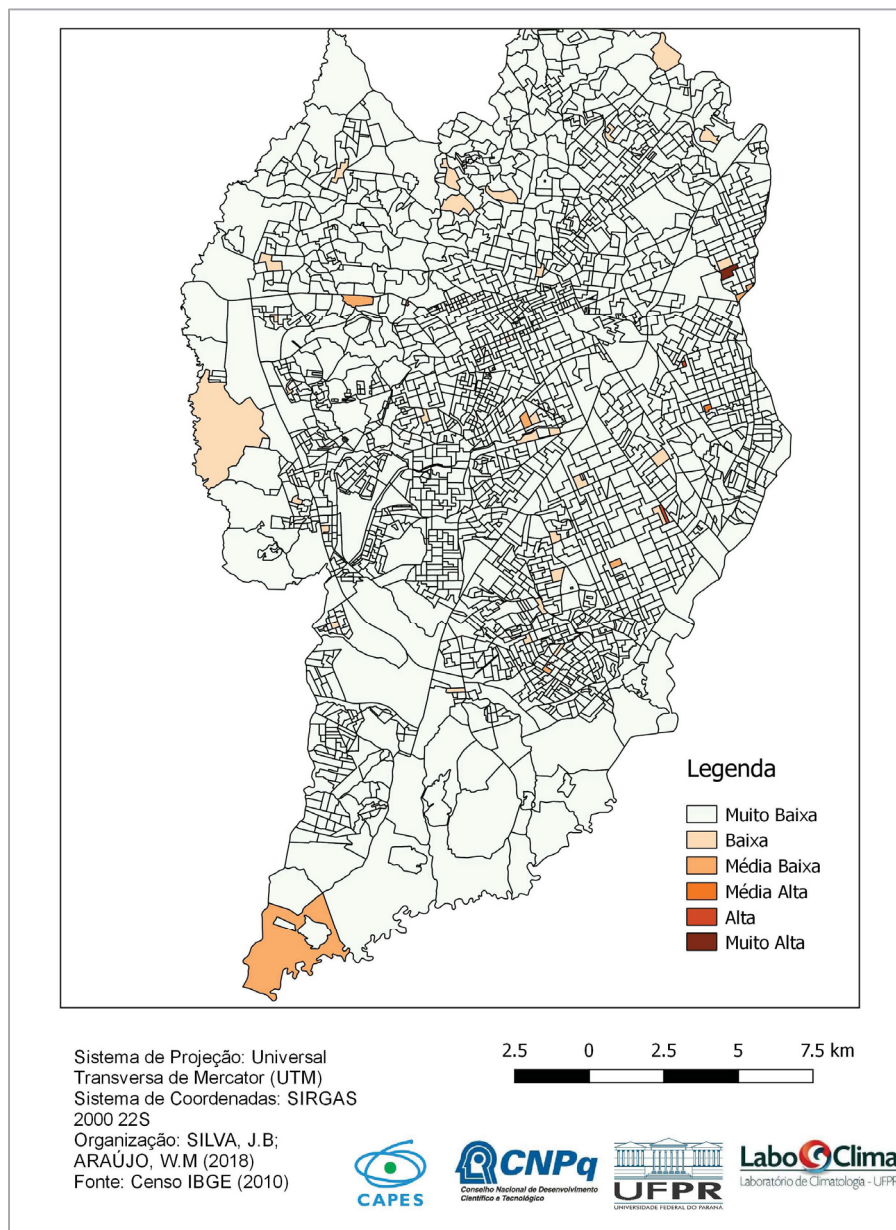 Legenda
Muito Baixa
Baixa
Média Baixa
Média Alta
Alta
Muito Alta
2.5 0 2.5 5 7.5 km
Sistema de Projeção: Universal
Transversa de Mercator (UTM)
Sistema de Coordenadas: SIRGAS
2000 22S
Organização: SILVA, J.B;
ARAÚJO, W.M (2018)
Fonte: Censo IBGE (2010)
CAPES
CNPq
Conselho Nacional de Desenvolvimento
Científico e Tecnológico
UFPR
UNIVERSIDADE FEDERAL DO PARANÁ
LaboClima
Laboratório de Climatologia - UFPR